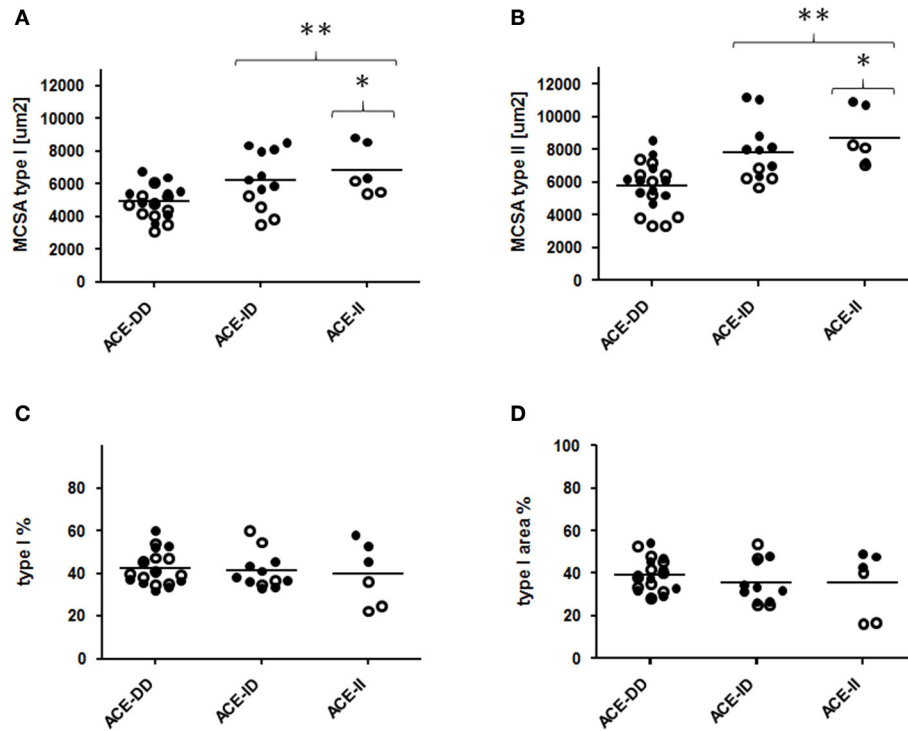 A
**
*
MCSA type I [um2]
12000
10000
8000
6000
4000
2000
0
ACE-DD
ACE-ID
ACE-II
B
**
*
MCSA type II [um2]
12000
10000
8000
6000
4000
2000
0
ACE-DD
ACE-ID
ACE-II
C
type I %
80
60
40
20
0
ACE-DD
ACE-ID
ACE-II
D
type I area %
100
80
60
40
20
0
ACE-DD
ACE-ID
ACE-II